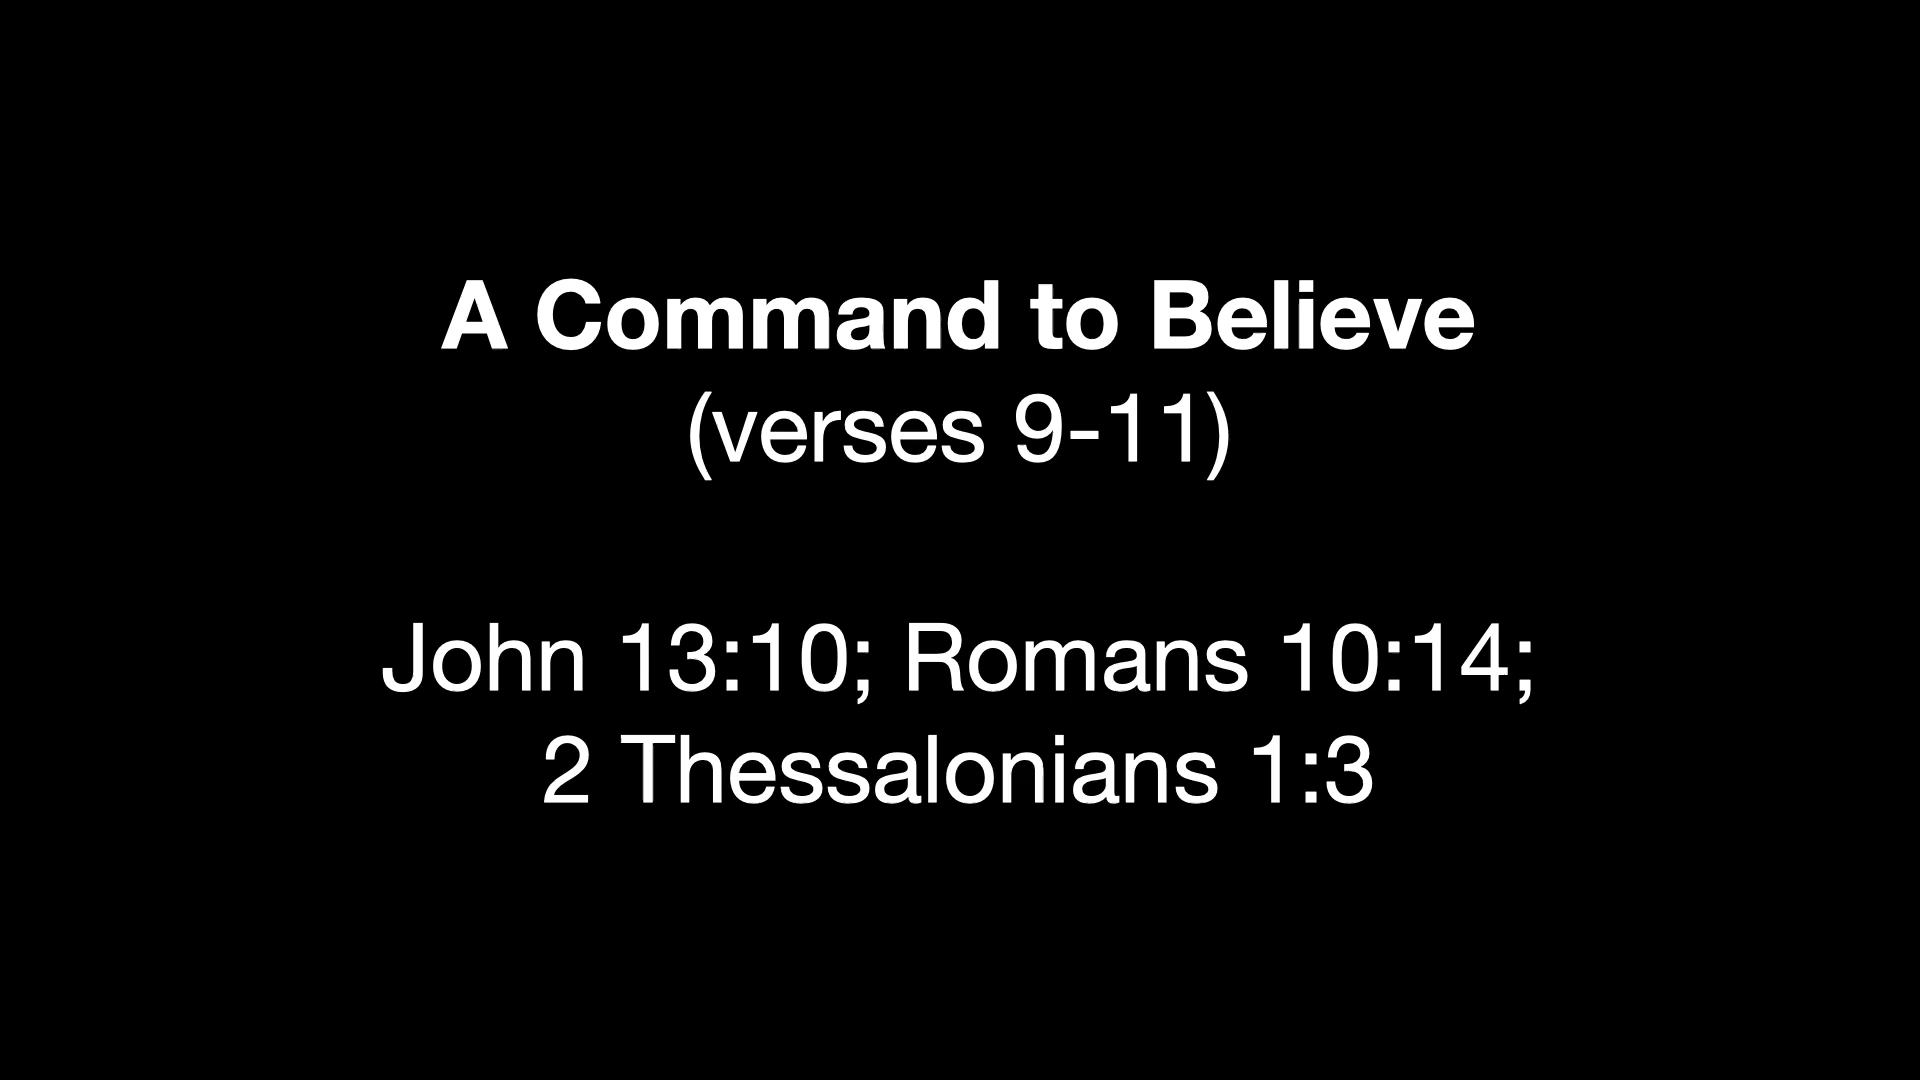 A Command to Believe
(verses 9-11)
John 13:10; Romans 10:14;
2 Thessalonians 1:3